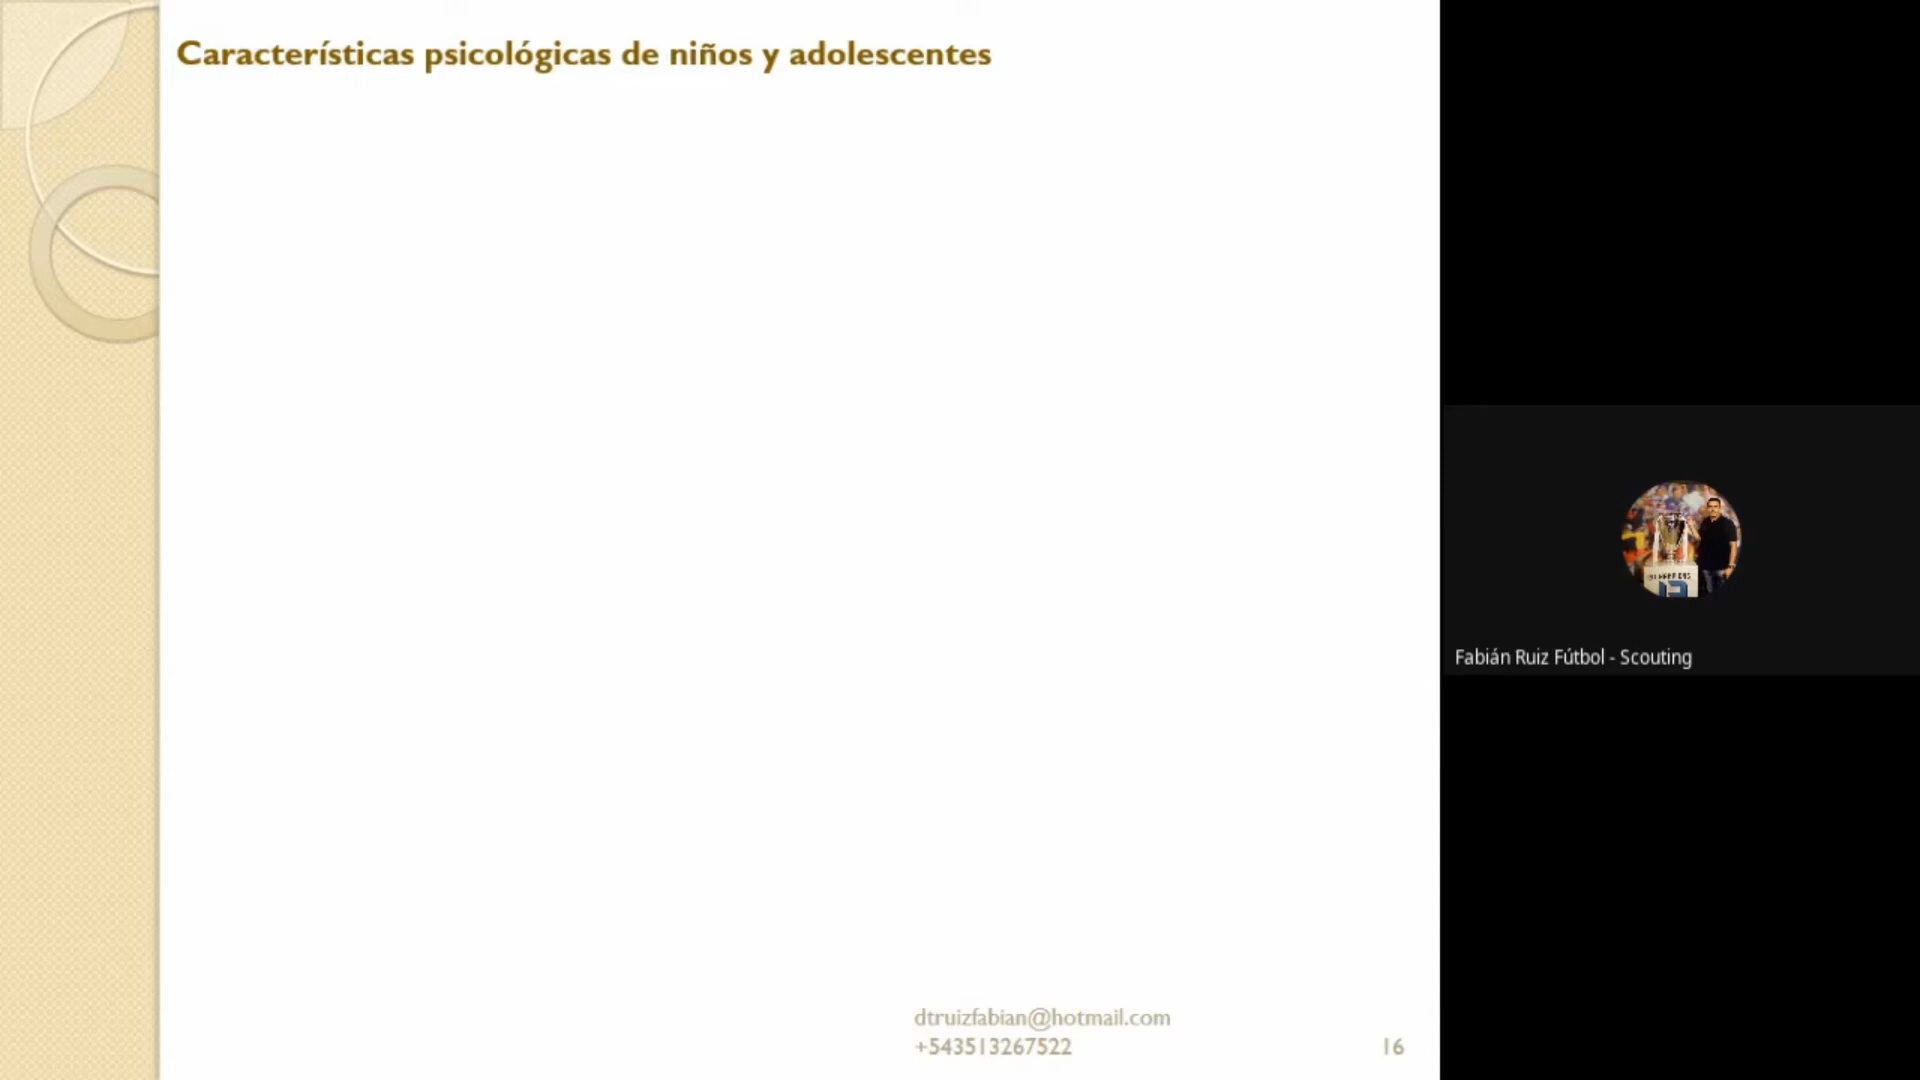 Características psicológicas de niños y adolescentes
Fabián Ruiz Fútbol - Scouting
dtruizfabian@hotmail.com
+543513267522
16